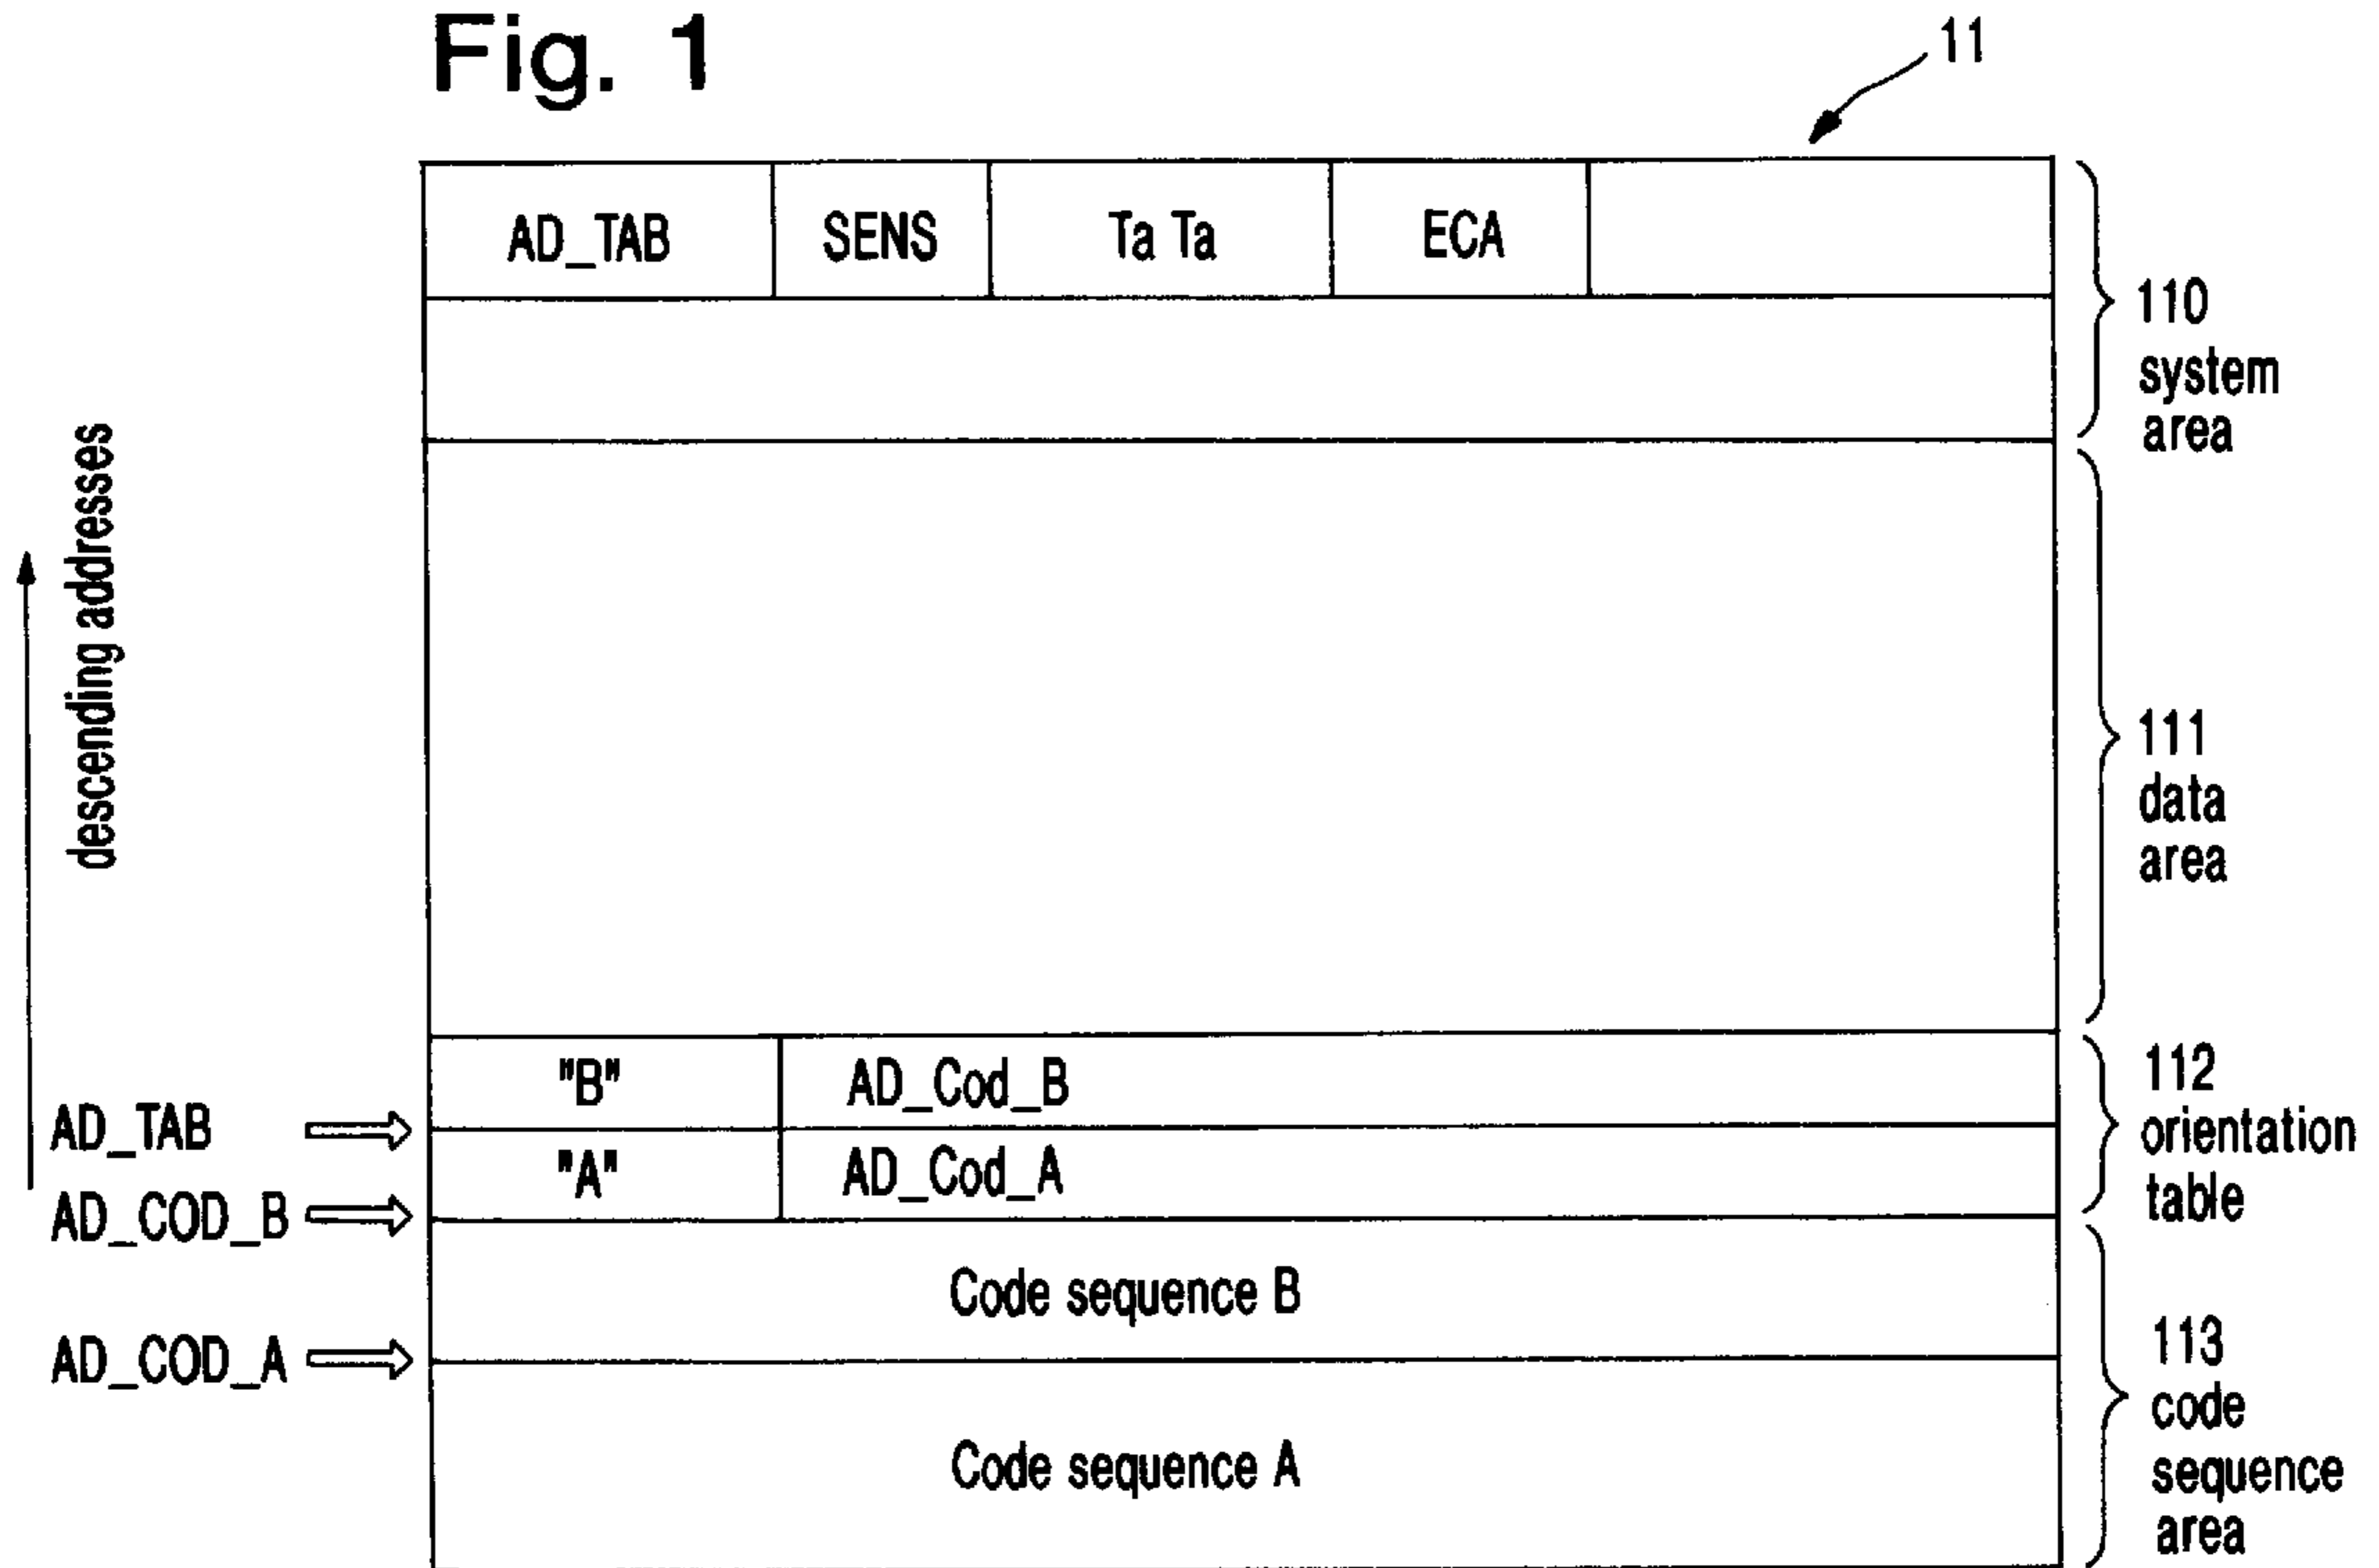 Fig. 1
11
AD_TAB SENS Ta Ta ECA
110
system
area
descending addresses
111
data
area
"B" AD_Cod_B
AD_TAB
"A" AD_Cod_A
112
orientation
table
AD_COD_B
Code sequence B
AD_COD_A
Code sequence A
113
code
sequence
area